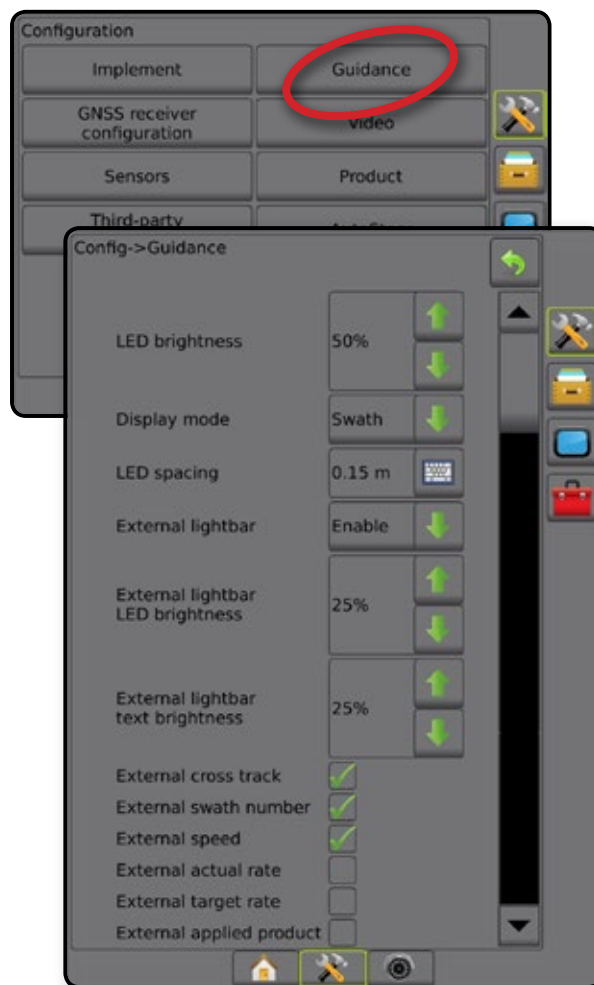 Configuration
Implement
Guidance
GNSS receiver
configuration
Video
Sensors
Product
Third-party
Config->Guidance
LED brightness
50%
Display mode
Swath
LED spacing
0.15 m
External lightbar
Enable
External lightbar
LED brightness
25%
External lightbar
text brightness
25%
External cross track
External swath number
External speed
External actual rate
External target rate
External applied product